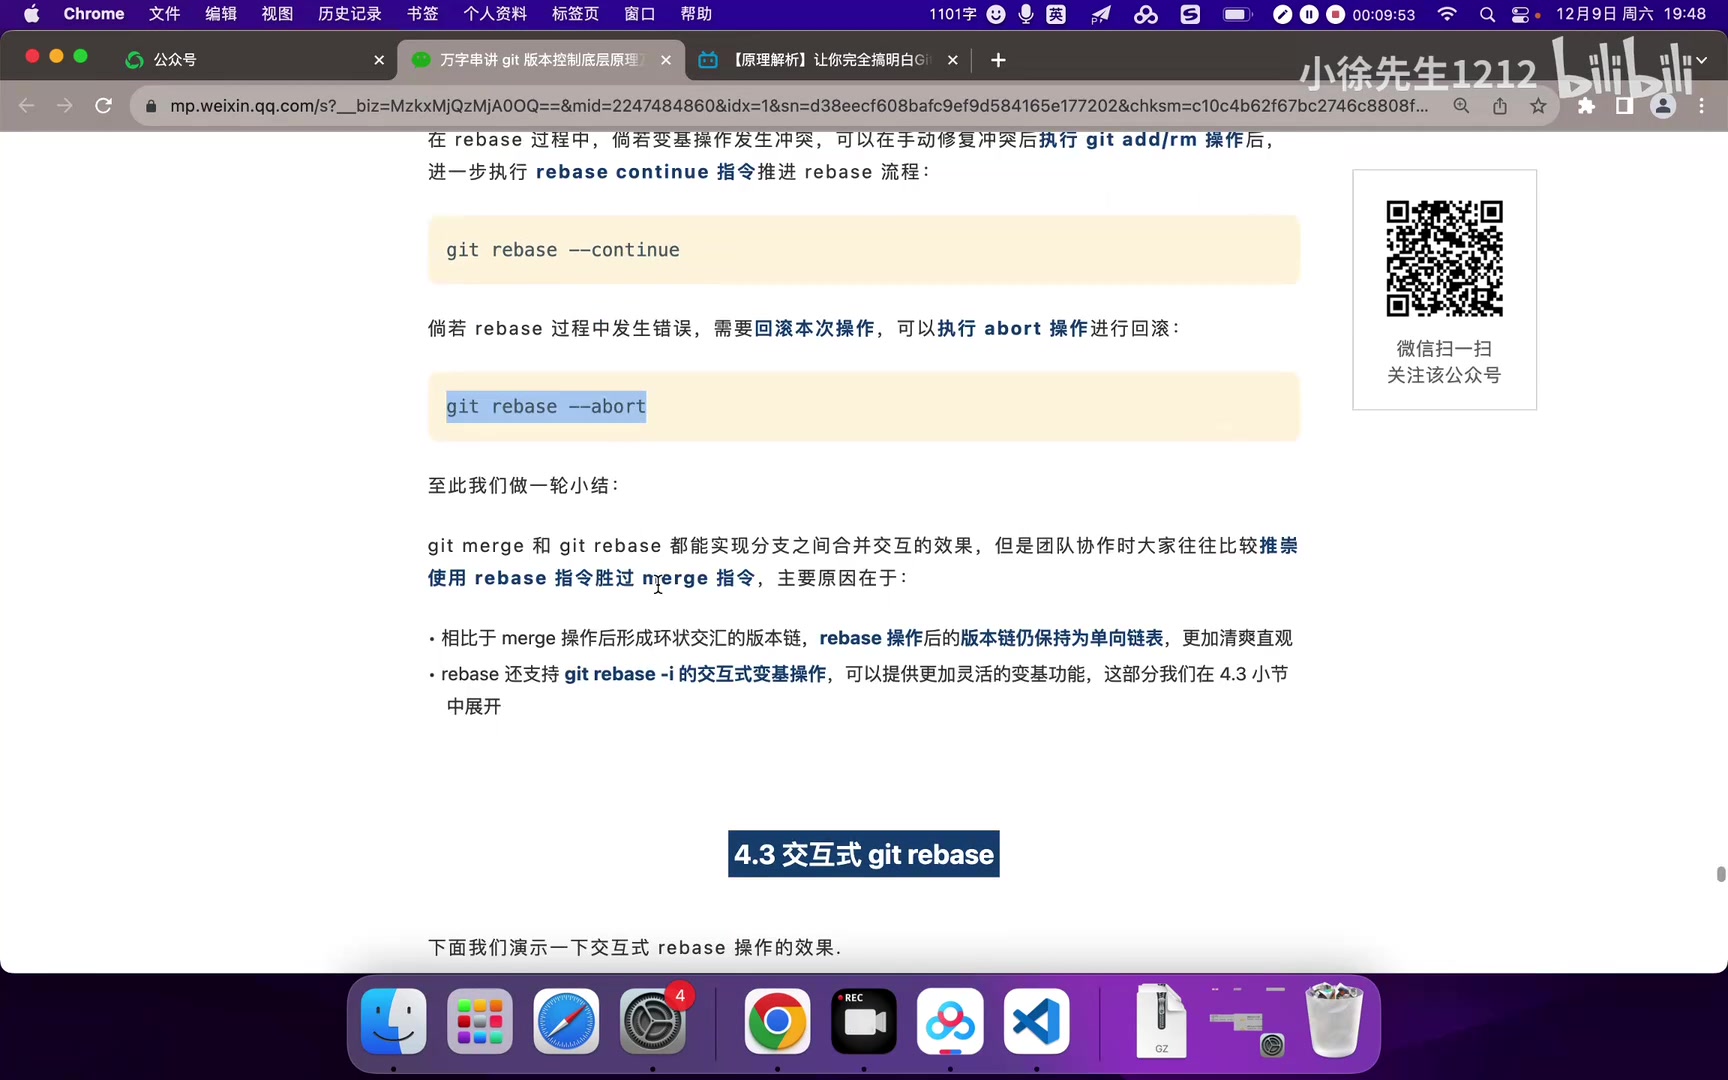 Chrome 文件 编辑 视图 历史记录 书签 个人资料 标签页 窗口 帮助 1101字 英 00:09:53 12月9日 周六 19:48
公众号 万字串讲 git 版本控制底层原理 【原理解析】让你完全搞明白Gi
小徐先生1212 bilibili
mp.weixin.qq.com/s?__biz=MzkxMjQzMjA0OQ==&mid=2247484860&idx=1&sn=d38eecf608bafc9ef9d584165e177202&chksm=c10c4b62f67bc2746c8808f...
在 rebase 过程中，倘若变基操作发生冲突，可以在手动修复冲突后执行 git add/rm 操作后，
进一步执行 rebase continue 指令推进 rebase 流程：
git rebase --continue
倘若 rebase 过程中发生错误，需要回滚本次操作，可以执行 abort 操作进行回滚：
git rebase --abort
微信扫一扫
关注该公众号
至此我们做一轮小结：
git merge 和 git rebase 都能实现分支之间合并交互的效果，但是团队协作时大家往往比较推崇
使用 rebase 指令胜过 merge 指令，主要原因在于：
• 相比于 merge 操作后形成环状交汇的版本链，rebase 操作后的版本链仍保持为单向链表，更加清爽直观
• rebase 还支持 git rebase -i 的交互式变基操作，可以提供更加灵活的变基功能，这部分我们在 4.3 小节
中展开
4.3 交互式 git rebase
下面我们演示一下交互式 rebase 操作的效果.
4
REC
GZ